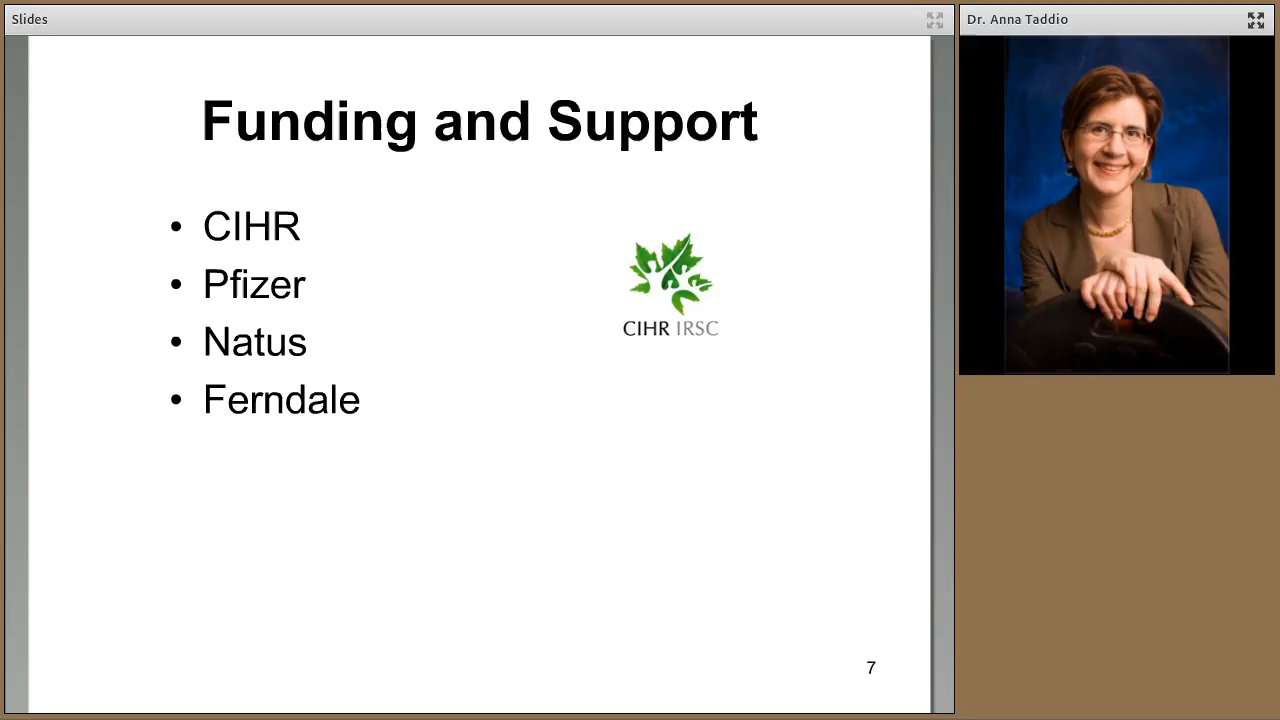 Slides
Dr. Anna Taddio
Funding and Support
• CIHR
• Pfizer
• Natus
• Ferndale
CIHR IRSC
7